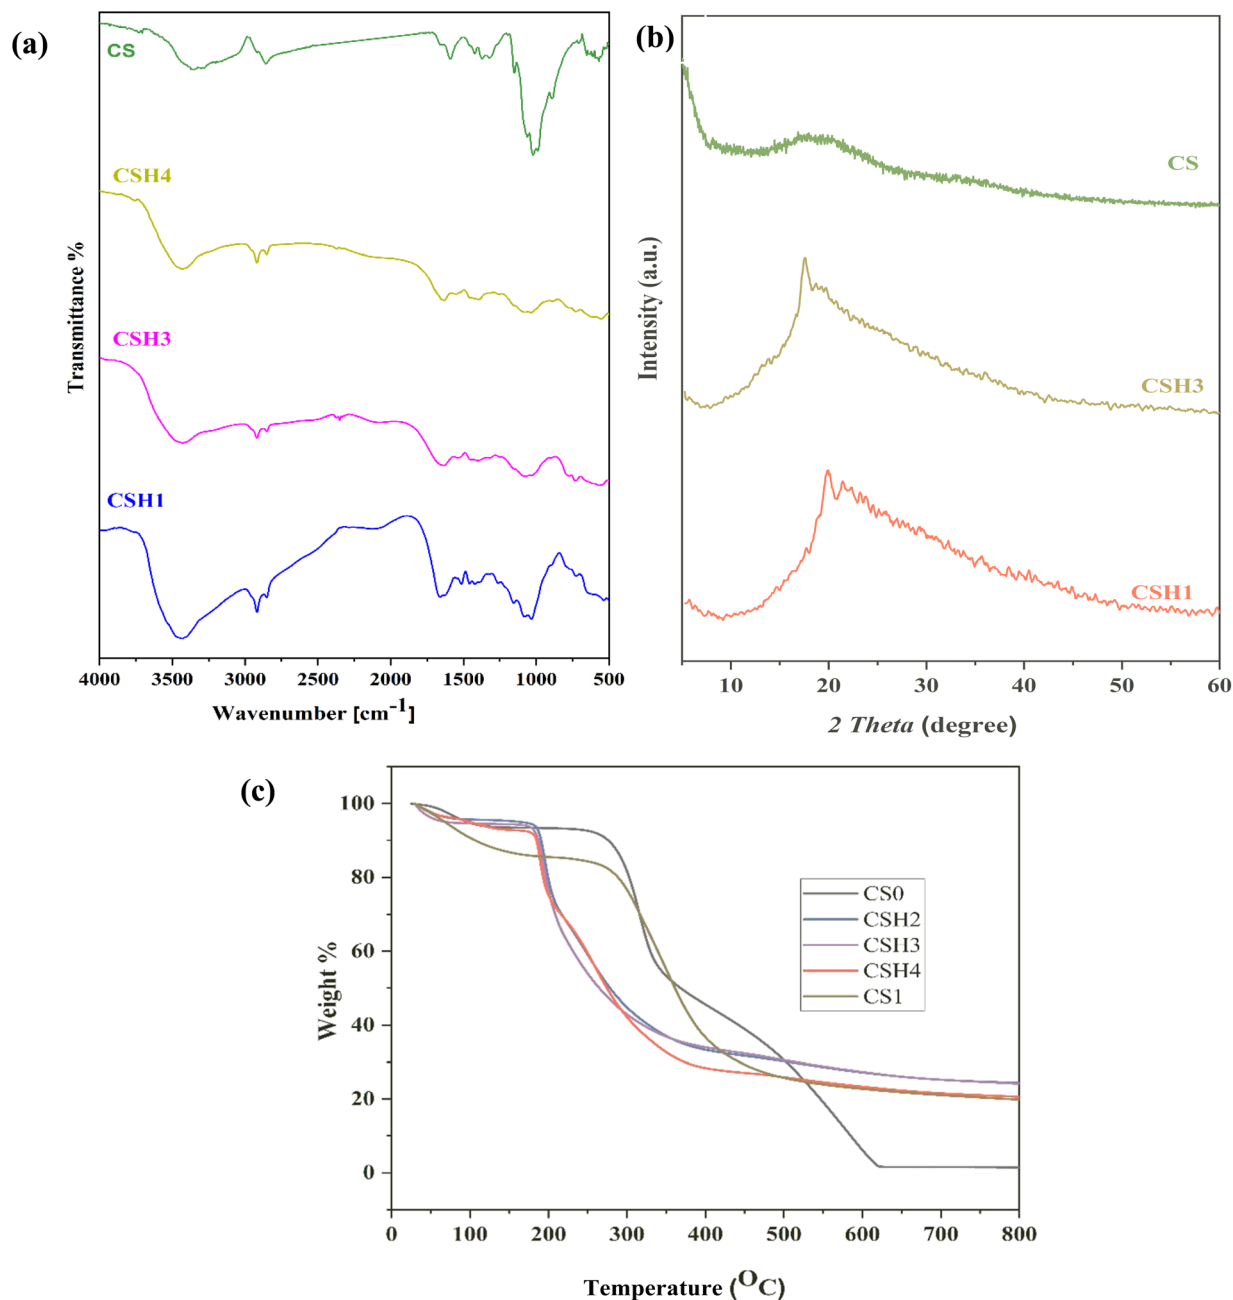 (a)
CS
CSH4
CSH3
CSH1
Transmittance %
4000 3500 3000 2500 2000 1500 1000 500
Wavenumber [cm-1]
(b)
CS
CSH3
CSH1
Intensity (a.u.)
10 20 30 40 50 60
2 Theta (degree)
(c)
100
80
60
40
20
0
Weight %
CS0
CSH2
CSH3
CSH4
CS1
0 100 200 300 400 500 600 700 800
Temperature (OC)